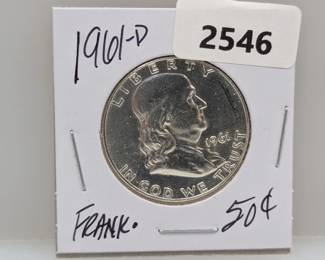 1961-D
2546
LIBERTY
1961
IN GOD WE TRUST
FRANK.
50¢